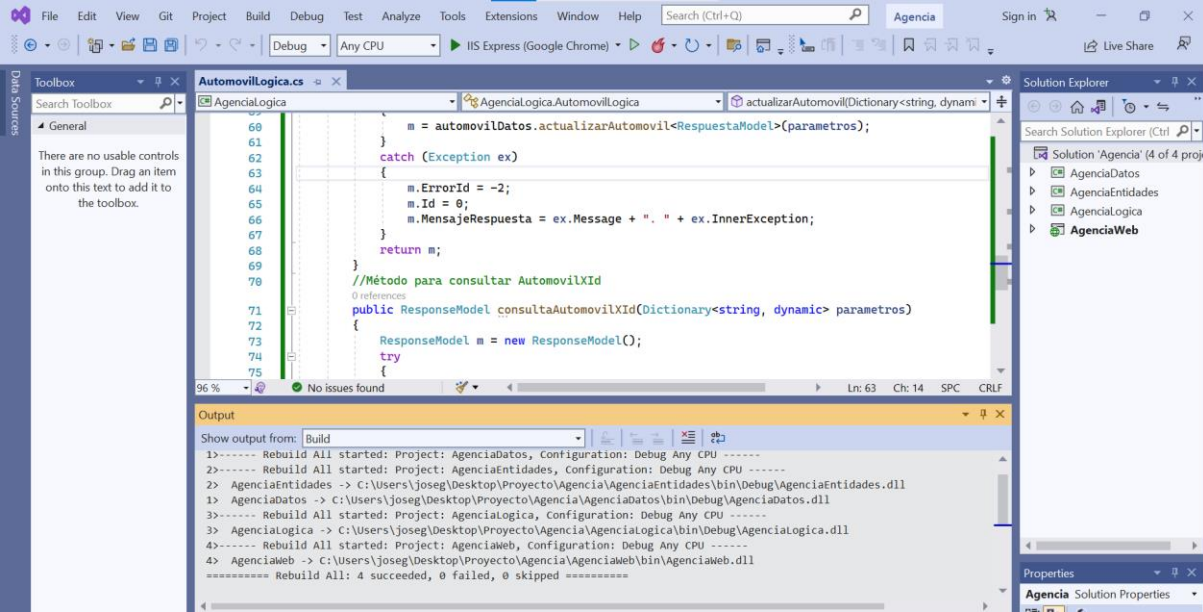 File Edit View Git Project Build Debug Test Analyze Tools Extensions Window Help Search (Ctrl+Q) Agencia Sign in
Debug Any CPU IIS Express (Google Chrome) Live Share
Data Sources
Toolbox
Search Toolbox
General
There are no usable controls
in this group. Drag an item
onto this text to add it to
the toolbox.
AutomovilLogica.cs
AgenciaLogica AgenciaLogica.AutomovilLogica actualizarAutomovil(Dictionary<string, dynami
60 m = automovilDatos.actualizarAutomovil<RespuestaModel>(parametros);
61 }
62 catch (Exception ex)
63 {
64 m.ErrorId = -2;
65 m.Id = 0;
66 m.MensajeRespuesta = ex.Message + ". " + ex.InnerException;
67 }
68 return m;
69 }
70 //Método para consultar AutomovilXId
0 references
71 public ResponseModel consultaAutomovilXId(Dictionary<string, dynamic> parametros)
72 {
73 ResponseModel m = new ResponseModel();
74 try
75 {
96 % No issues found Ln: 63 Ch: 14 SPC CRLF
Output
Show output from: Build
1>------ Rebuild All started: Project: AgenciaDatos, Configuration: Debug Any CPU ------
2>------ Rebuild All started: Project: AgenciaEntidades, Configuration: Debug Any CPU ------
2> AgenciaEntidades -> C:\Users\joseg\Desktop\Proyecto\Agencia\AgenciaEntidades\bin\Debug\AgenciaEntidades.dll
1> AgenciaDatos -> C:\Users\joseg\Desktop\Proyecto\Agencia\AgenciaDatos\bin\Debug\AgenciaDatos.dll
3>------ Rebuild All started: Project: AgenciaLogica, Configuration: Debug Any CPU ------
3> AgenciaLogica -> C:\Users\joseg\Desktop\Proyecto\Agencia\AgenciaLogica\bin\Debug\AgenciaLogica.dll
4>------ Rebuild All started: Project: AgenciaWeb, Configuration: Debug Any CPU ------
4> AgenciaWeb -> C:\Users\joseg\Desktop\Proyecto\Agencia\AgenciaWeb\bin\AgenciaWeb.dll
========== Rebuild All: 4 succeeded, 0 failed, 0 skipped ==========
Solution Explorer
Search Solution Explorer (Ctrl
Solution 'Agencia' (4 of 4 proj
AgenciaDatos
AgenciaEntidades
AgenciaLogica
AgenciaWeb
Properties
Agencia Solution Properties